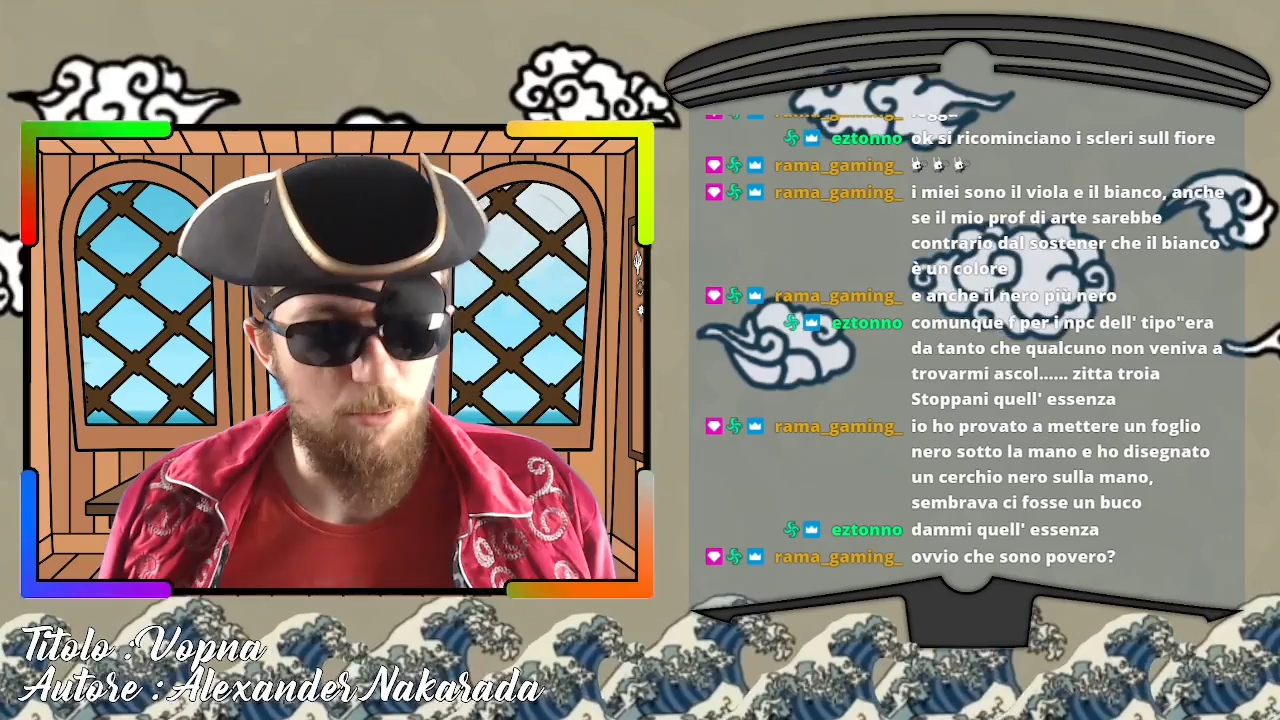 rama_gaming_
eztonno ok si ricominciano i scleri sull fiore
rama_gaming_
rama_gaming_ i miei sono il viola e il bianco, anche
se il mio prof di arte sarebbe
contrario dal sostener che il bianco
è un colore
rama_gaming_ e anche il nero più nero
eztonno comunque f per i npc dell' tipo"era
da tanto che qualcuno non veniva a
trovarmi ascol...... zitta troia
Stoppani quell' essenza
rama_gaming_ io ho provato a mettere un foglio
nero sotto la mano e ho disegnato
un cerchio nero sulla mano,
sembrava ci fosse un buco
eztonno dammi quell' essenza
rama_gaming_ ovvio che sono povero?
Titolo : Vopna
Autore : Alexander Nakarada